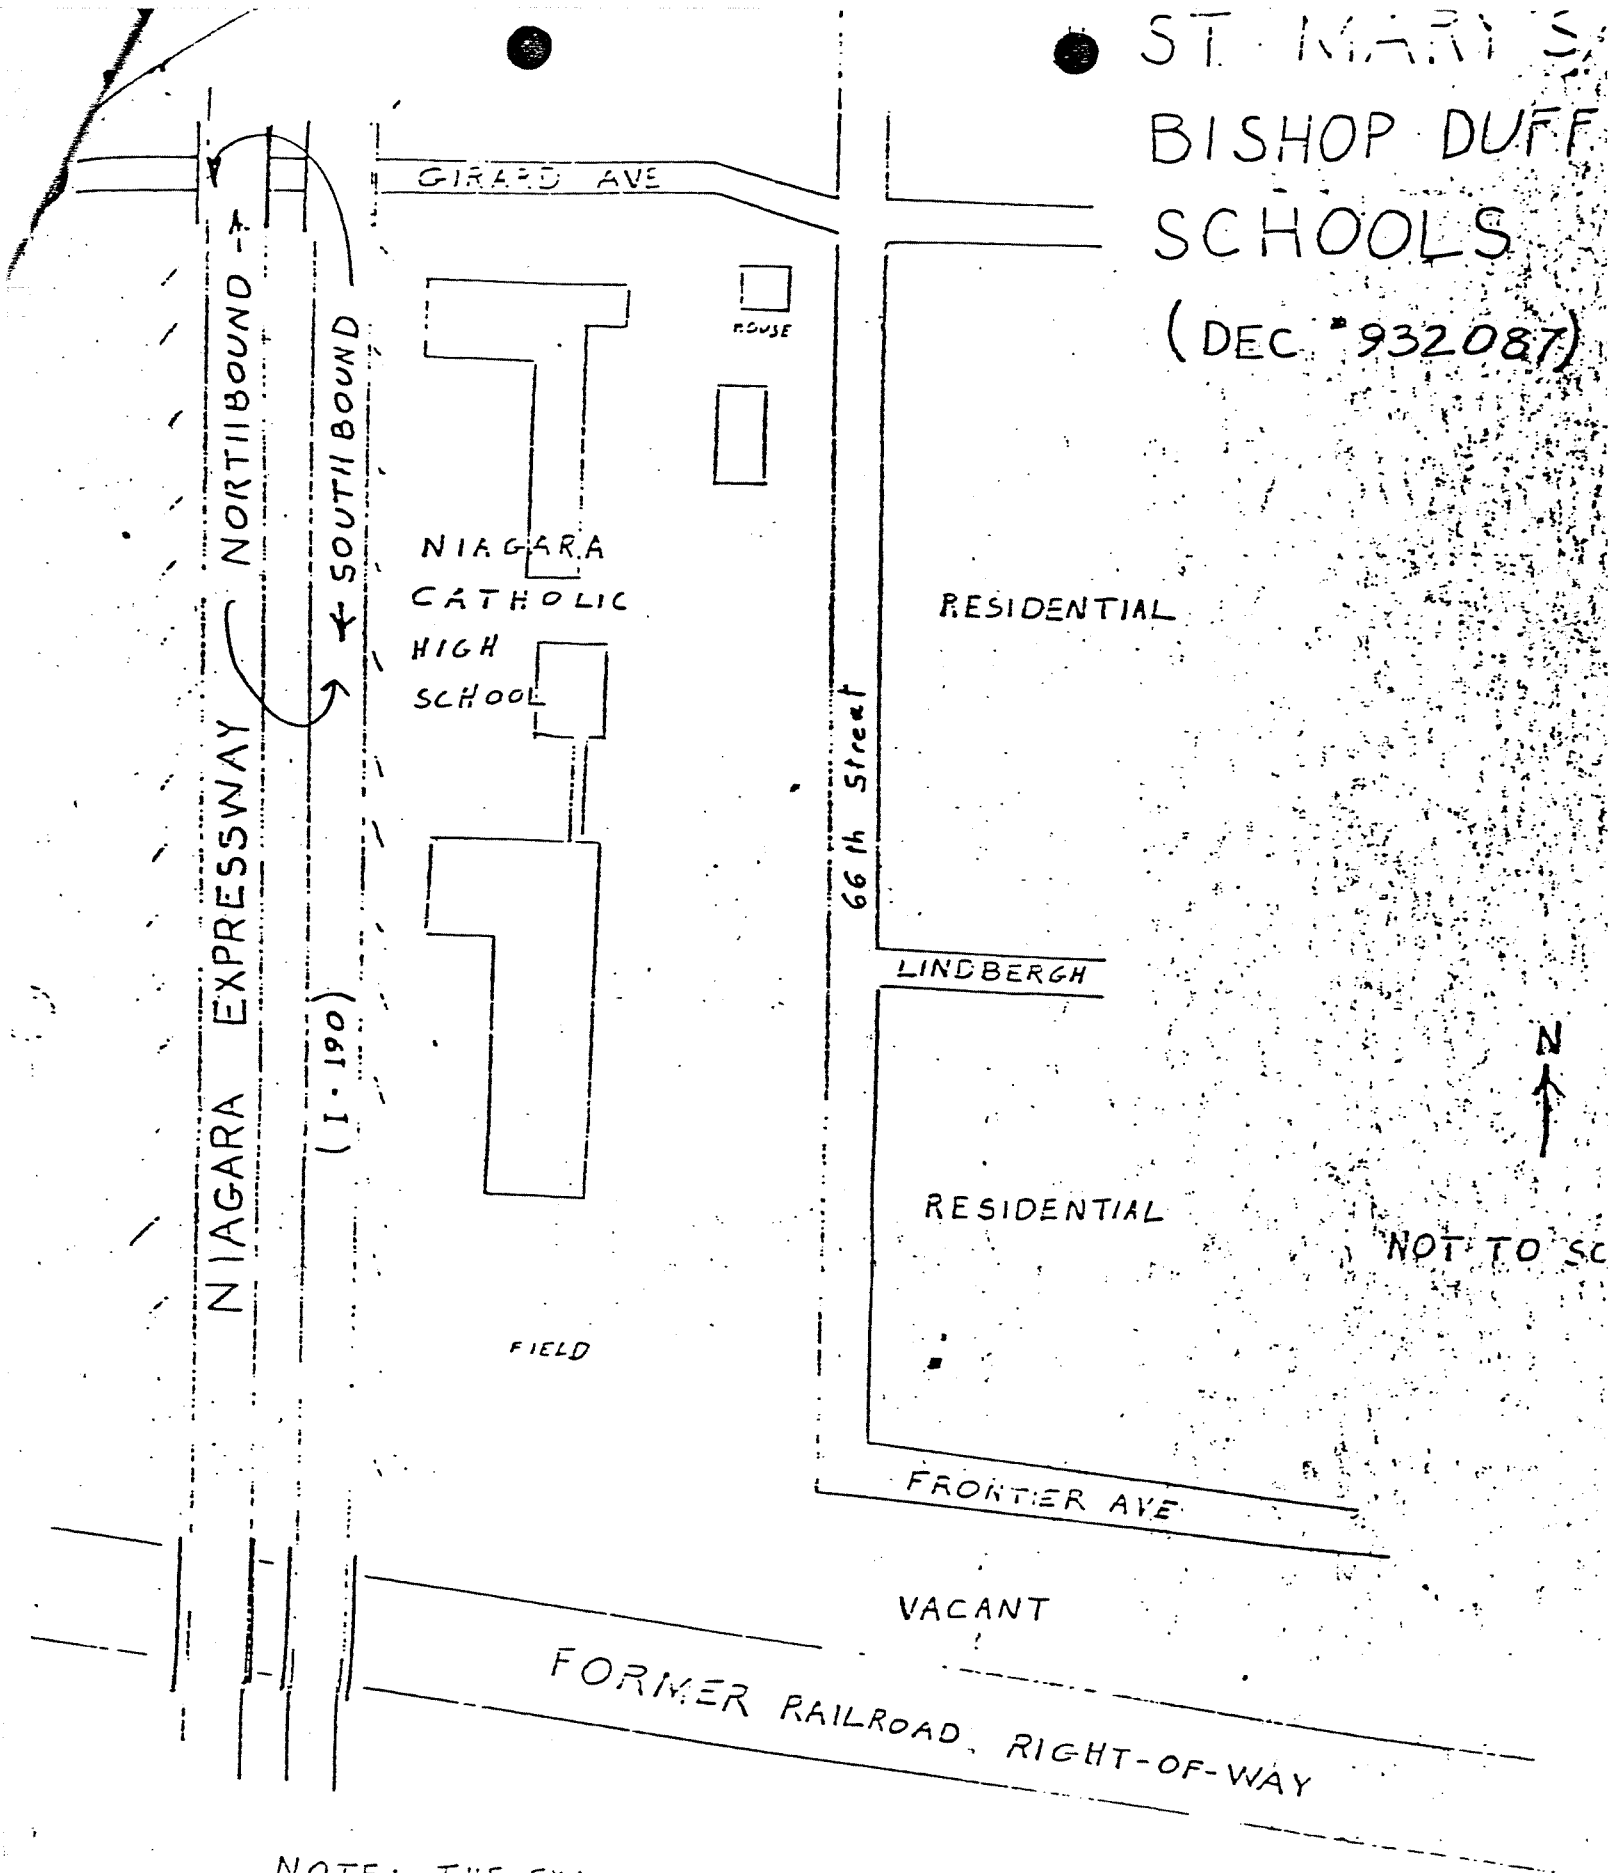 ST. MARY'S,
BISHOP DUFF
SCHOOLS
(DEC #932087)
GIRARD AVE
HOUSE
NORTHBOUND
← SOUTHBOUND
NIAGARA EXPRESSWAY
(I-190)
NIAGARA
CATHOLIC
HIGH
SCHOOL
66th Street
RESIDENTIAL
LINDBERGH
N
RESIDENTIAL
NOT TO SC
FIELD
FRONTIER AVE
VACANT
FORMER RAILROAD RIGHT-OF-WAY
NOTE: THE